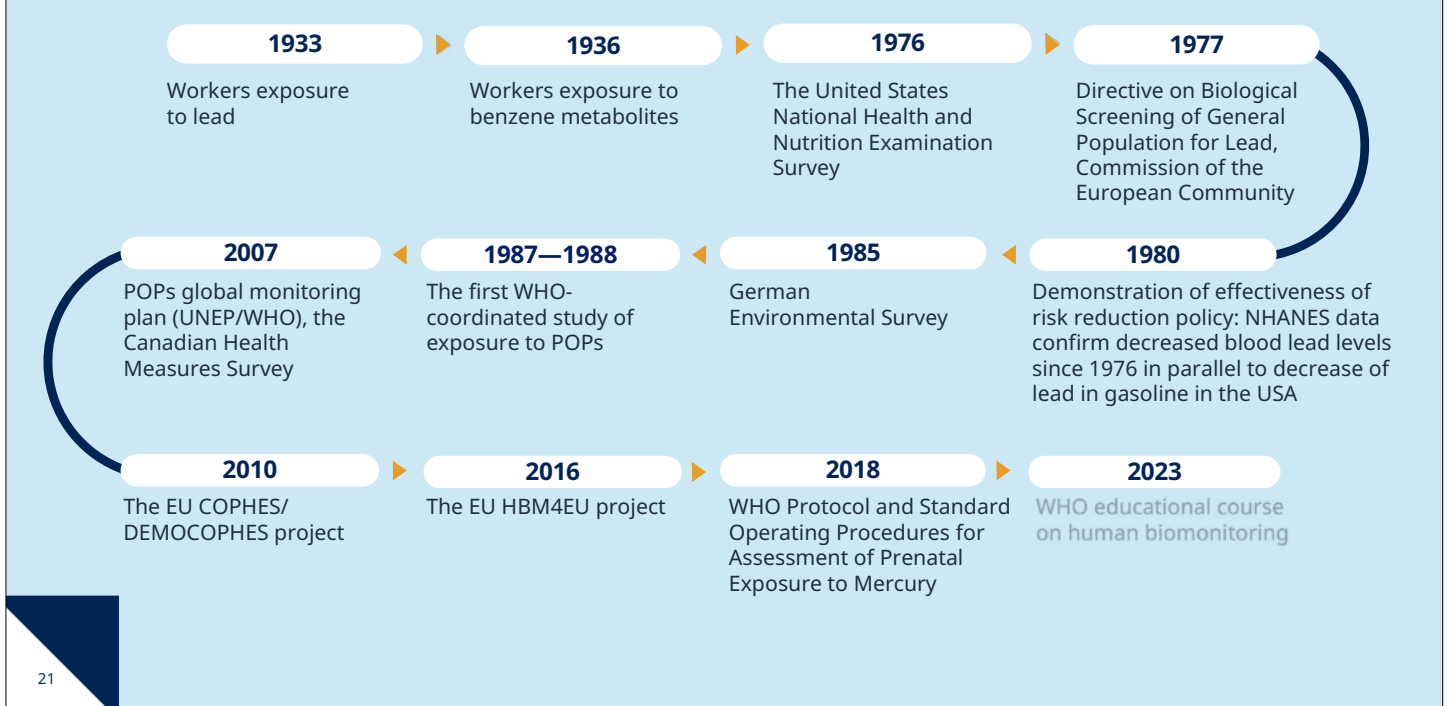 1933
Workers exposure
to lead
1936
Workers exposure to
benzene metabolites
1976
The United States
National Health and
Nutrition Examination
Survey
1977
Directive on Biological
Screening of General
Population for Lead,
Commission of the
European Community
1980
Demonstration of effectiveness of
risk reduction policy: NHANES data
confirm decreased blood lead levels
since 1976 in parallel to decrease of
lead in gasoline in the USA
1985
German
Environmental Survey
1987—1988
The first WHO-
coordinated study of
exposure to POPs
2007
POPs global monitoring
plan (UNEP/WHO), the
Canadian Health
Measures Survey
2010
The EU COPHES/
DEMOCOPHES project
2016
The EU HBM4EU project
2018
WHO Protocol and Standard
Operating Procedures for
Assessment of Prenatal
Exposure to Mercury
2023
WHO educational course
on human biomonitoring
21